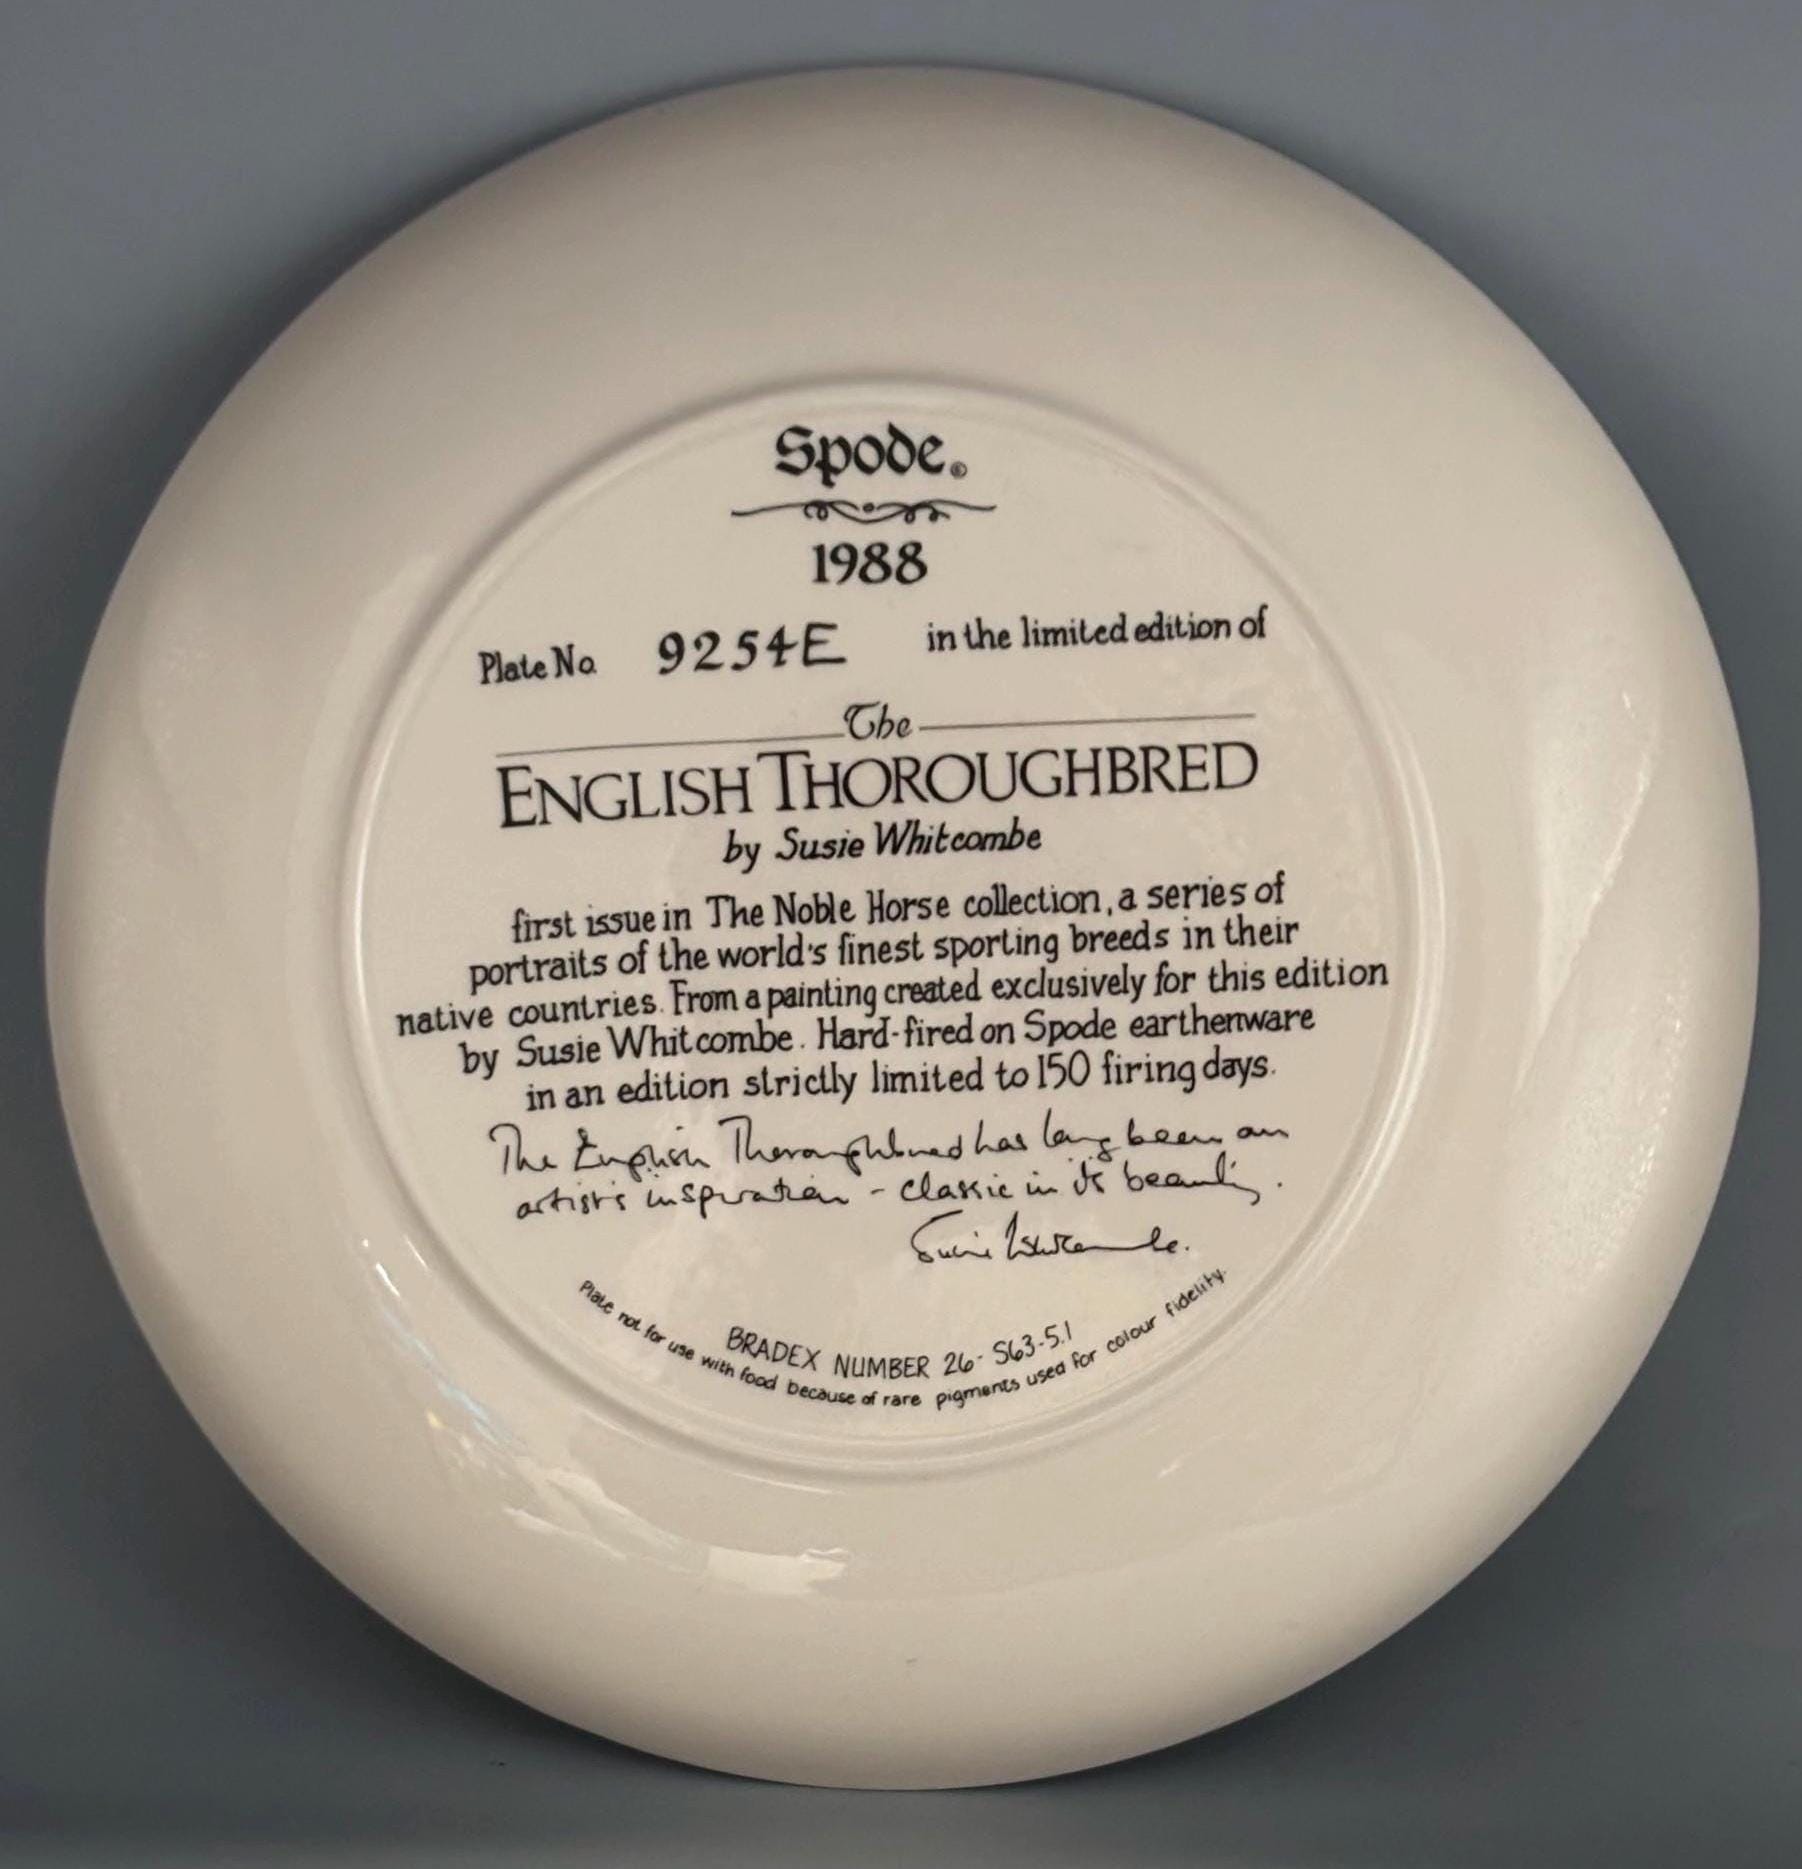 Spode.®
1988
Plate No. 9254E in the limited edition of
The
ENGLISH THOROUGHBRED
by Susie Whitcombe
first issue in The Noble Horse collection, a series of
portraits of the world's finest sporting breeds in their
native countries. From a painting created exclusively for this edition
by Susie Whitcombe. Hard-fired on Spode earthenware
in an edition strictly limited to 150 firing days.
The English Thoroughbred has long been an
artist's inspiration - classic in its beauty.
Susie Whitcombe.
BRADEX NUMBER 26-S63-5.1
Plate not for use with food because of rare pigments used for colour fidelity.